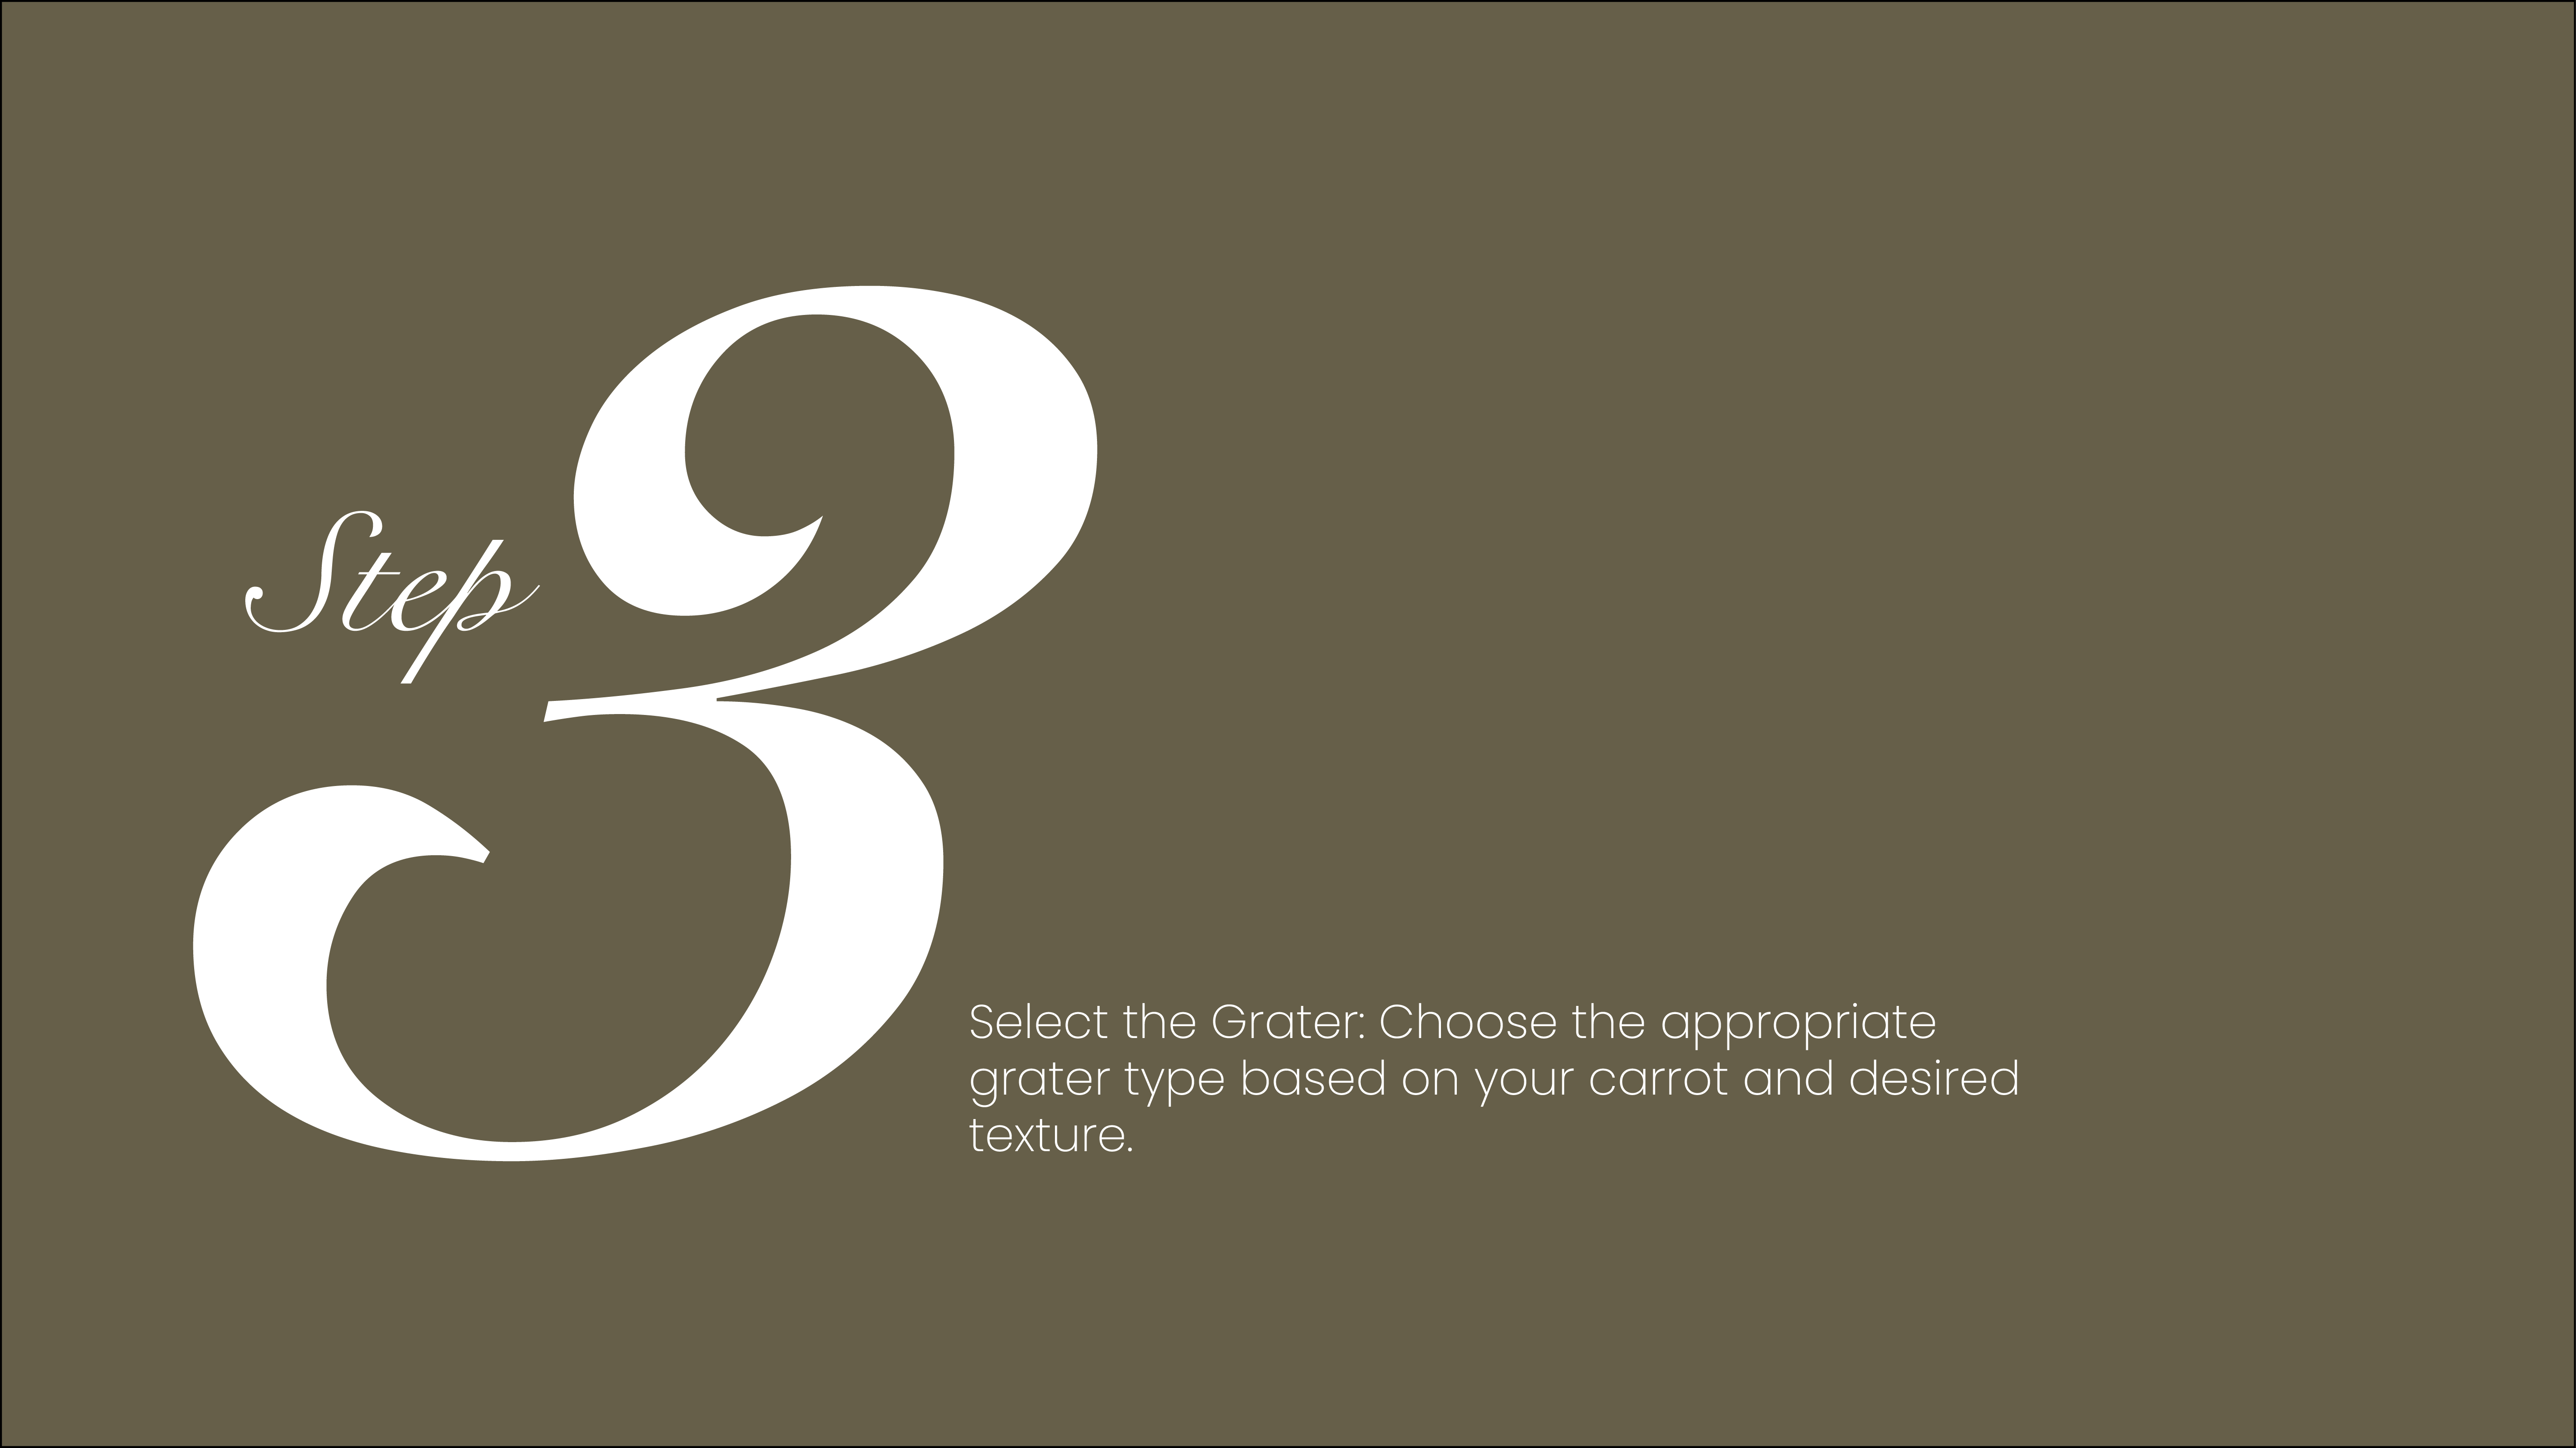 Step
3
Select the Grater: Choose the appropriate
grater type based on your carrot and desired
texture.